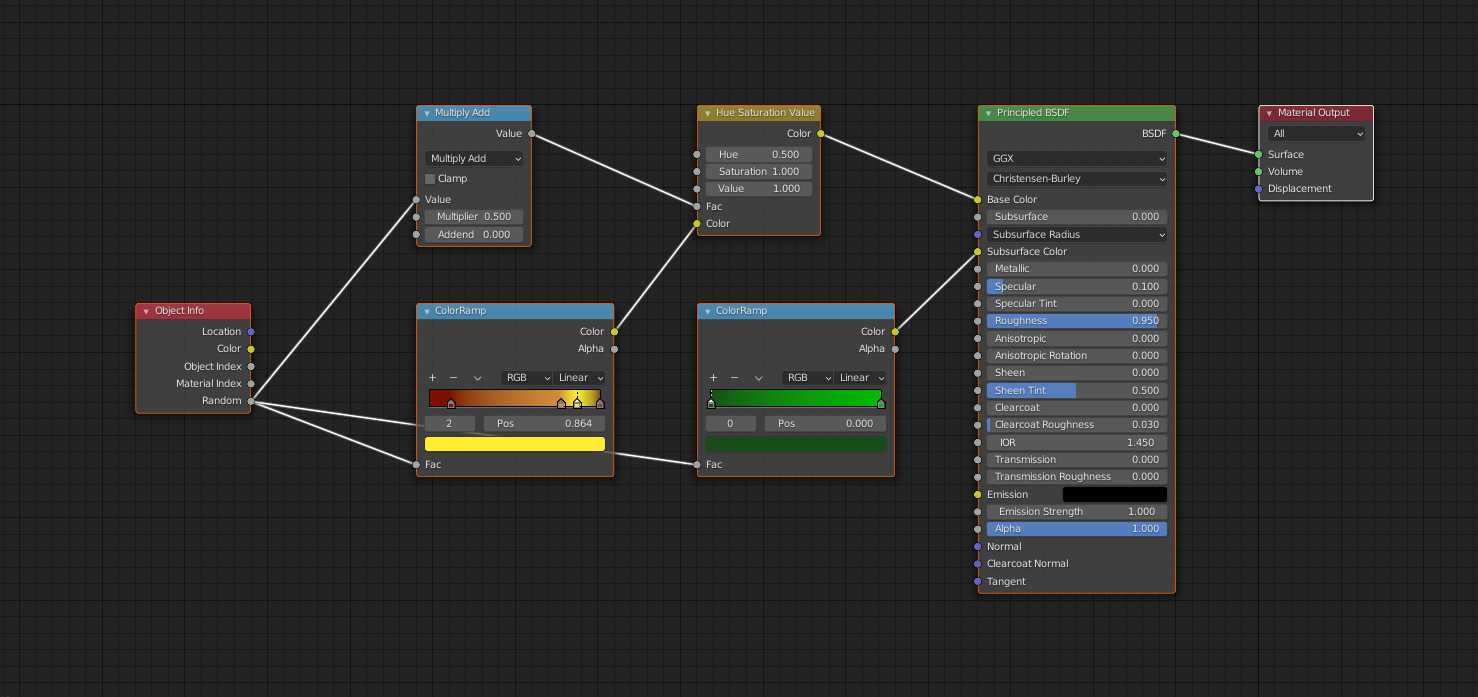 Object Info
Location
Color
Object Index
Material Index
Random
Multiply Add
Value
Multiply Add
Clamp
Value
Multiplier 0.500
Addend 0.000
ColorRamp
Color
Alpha
+ − RGB Linear
2 Pos 0.864
Fac
Hue Saturation Value
Color
Hue 0.500
Saturation 1.000
Value 1.000
Fac
Color
ColorRamp
Color
Alpha
+ − RGB Linear
0 Pos 0.000
Fac
Principled BSDF
BSDF
GGX
Christensen-Burley
Base Color
Subsurface 0.000
Subsurface Radius
Subsurface Color
Metallic 0.000
Specular 0.100
Specular Tint 0.000
Roughness 0.950
Anisotropic 0.000
Anisotropic Rotation 0.000
Sheen 0.000
Sheen Tint 0.500
Clearcoat 0.000
Clearcoat Roughness 0.030
IOR 1.450
Transmission 0.000
Transmission Roughness 0.000
Emission
Emission Strength 1.000
Alpha 1.000
Normal
Clearcoat Normal
Tangent
Material Output
All
Surface
Volume
Displacement